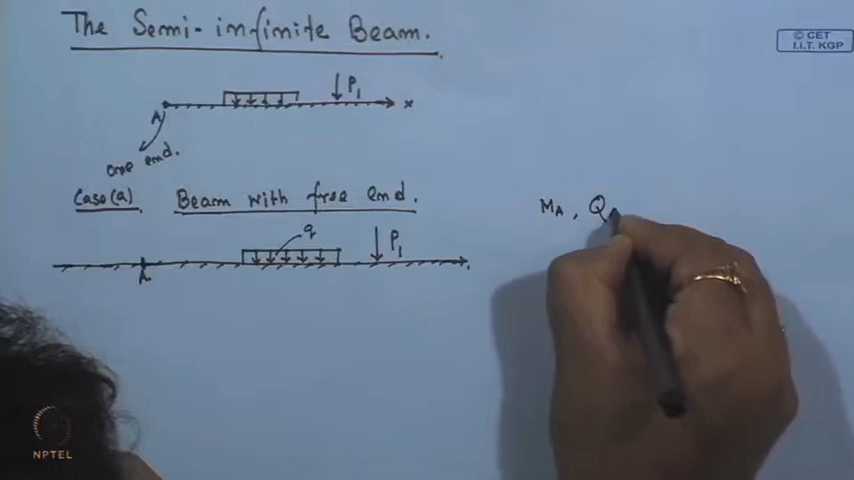 The Semi-infinite Beam.
© CET
I.I.T. KGP
P1
A
x
one end.
Case(a)  Beam with free end.
MA, Q
q
P1
A
NPTEL